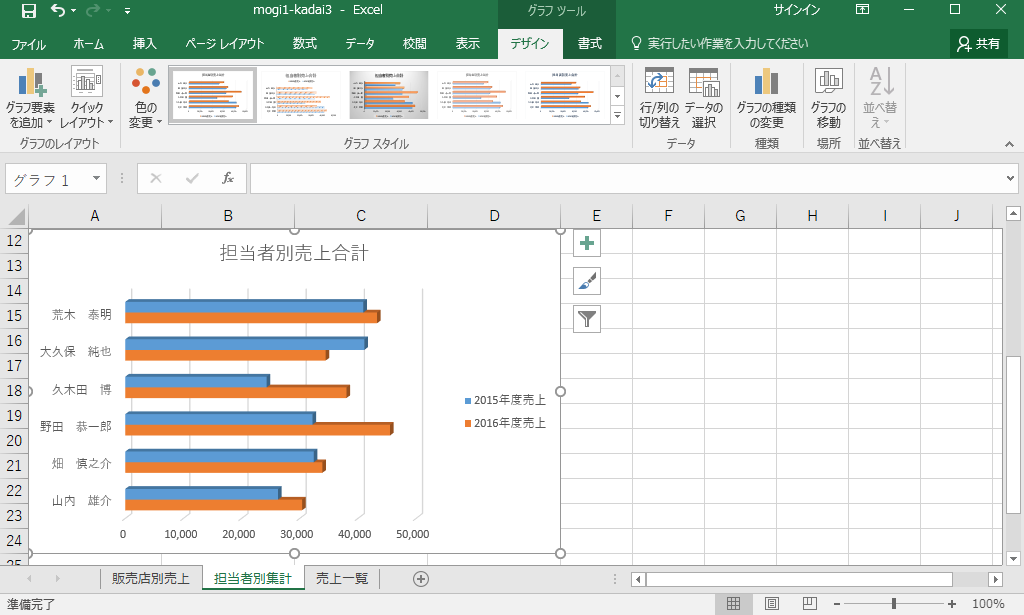 mogi1-kadai3 - Excel
グラフ ツール
サインイン
ファイル
ホーム
挿入
ページ レイアウト
数式
データ
校閲
表示
デザイン
書式
実行したい作業を入力してください
共有
グラフ要素
を追加
クイック
レイアウト
色の
変更
行/列の
切り替え
データの
選択
グラフの種類
の変更
グラフの
移動
並べ替
え
グラフのレイアウト
グラフ スタイル
データ
種類
場所
並べ替え
グラフ 1
fx
A B C D E F G H I J
12
13
14
15
16
17
18
19
20
21
22
23
24
25
担当者別売上合計
荒木 泰明
大久保 純也
久木田 博
野田 恭一郎
畑 慎之介
山内 雄介
0 10,000 20,000 30,000 40,000 50,000
2015年度売上
2016年度売上
販売店別売上
担当者別集計
売上一覧
準備完了
100%